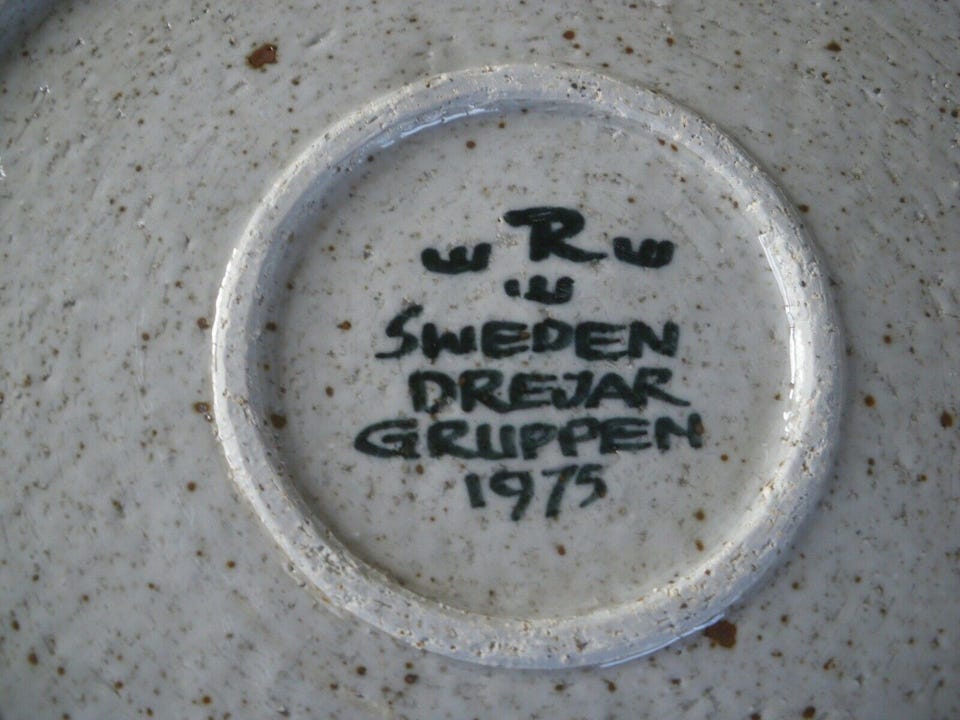 R
SWEDEN
DREJAR
GRUPPEN
1975